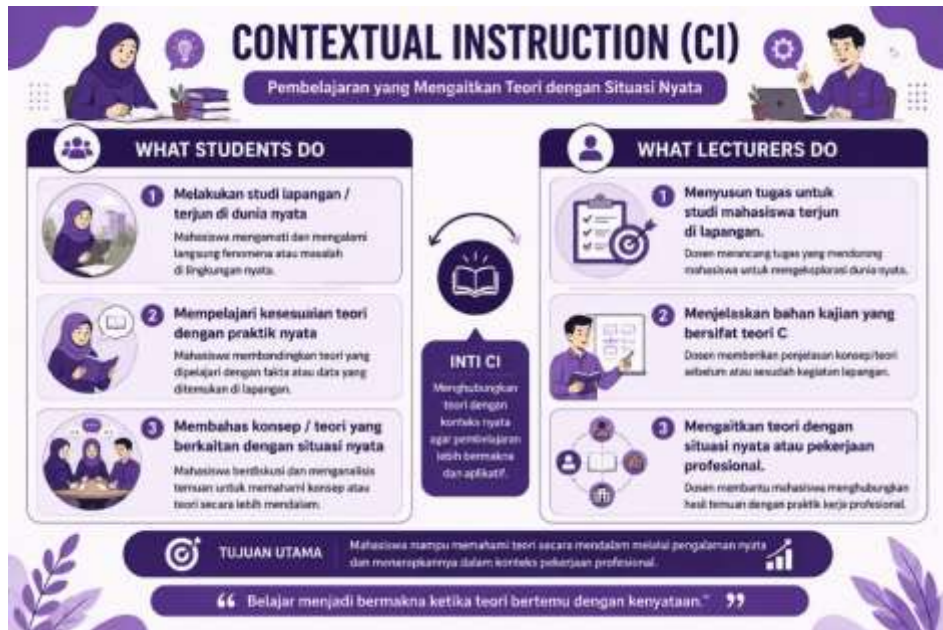 CONTEXTUAL INSTRUCTION (CI)
Pembelajaran yang Mengaitkan Teori dengan Situasi Nyata
WHAT STUDENTS DO
1 Melakukan studi lapangan /
terjun di dunia nyata
Mahasiswa mengamati dan mengalami
langsung fenomena atau masalah
di lingkungan nyata.
2 Mempelajari kesesuaian teori
dengan praktik nyata
Mahasiswa membandingkan teori yang
dipelajari dengan fakta atau data yang
ditemukan di lapangan.
3 Membahas konsep / teori yang
berkaitan dengan situasi nyata
Mahasiswa berdiskusi dan menganalisis
temuan untuk memahami konsep atau
teori secara lebih mendalam.
INTI CI
Menghubungkan
teori dengan
konteks nyata
agar pembelajaran
lebih bermakna
dan aplikatif.
WHAT LECTURERS DO
1 Menyusun tugas untuk
studi mahasiswa terjun
di lapangan.
Dosen merancang tugas yang mendorong
mahasiswa untuk mengeksplorasi dunia nyata.
2 Menjelaskan bahan kajian yang
bersifat teori C
Dosen memberikan penjelasan konsep/teori
sebelum atau sesudah kegiatan lapangan.
3 Mengaitkan teori dengan
situasi nyata atau pekerjaan
profesional.
Dosen membantu mahasiswa menghubungkan
hasil temuan dengan praktik kerja profesional.
TUJUAN UTAMA
Mahasiswa mampu memahami teori secara mendalam melalui pengalaman nyata
dan menerapkannya dalam konteks pekerjaan profesional.
“ Belajar menjadi bermakna ketika teori bertemu dengan kenyataan.” ”